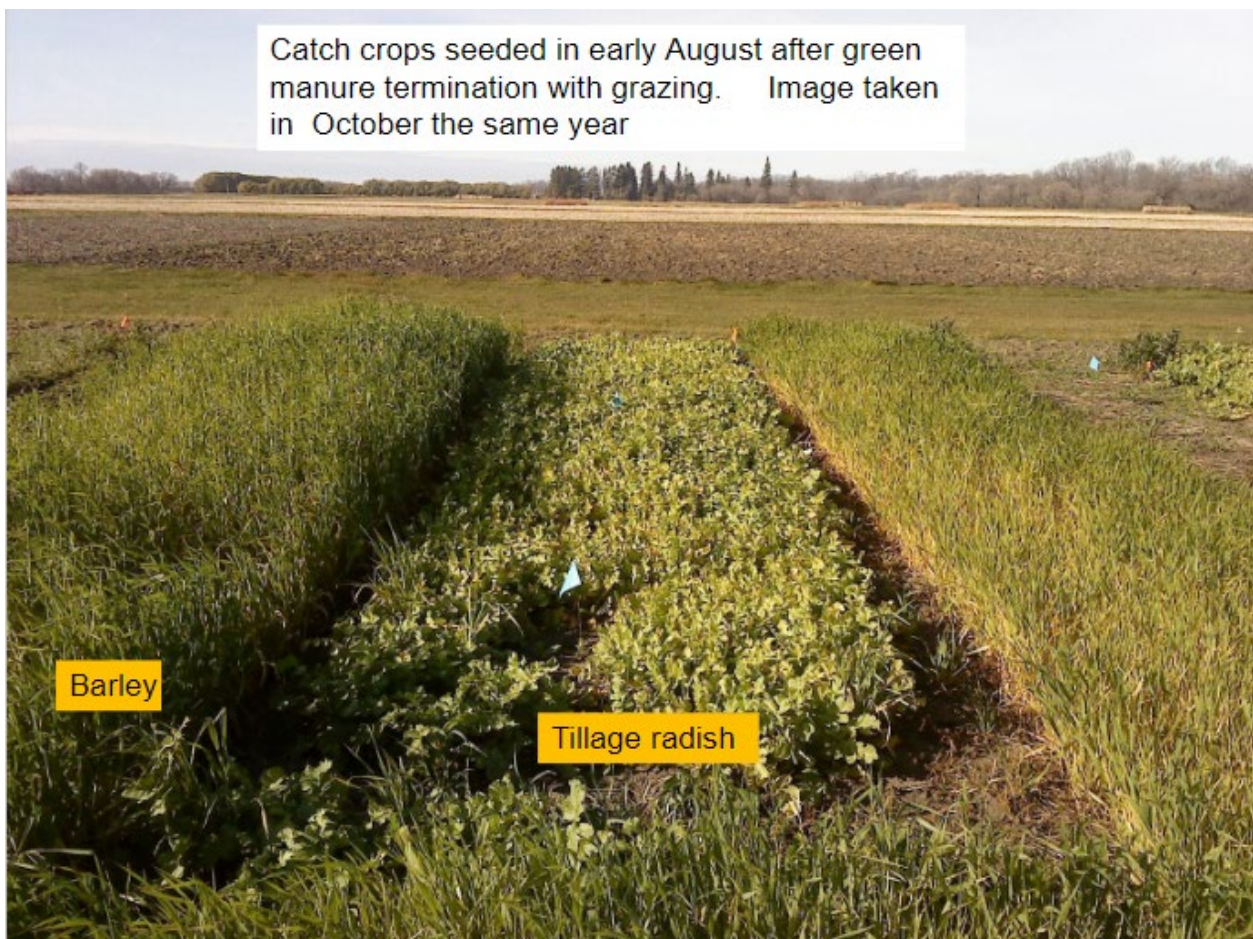 Catch crops seeded in early August after green
manure termination with grazing. Image taken
in October the same year
Barley
Tillage radish